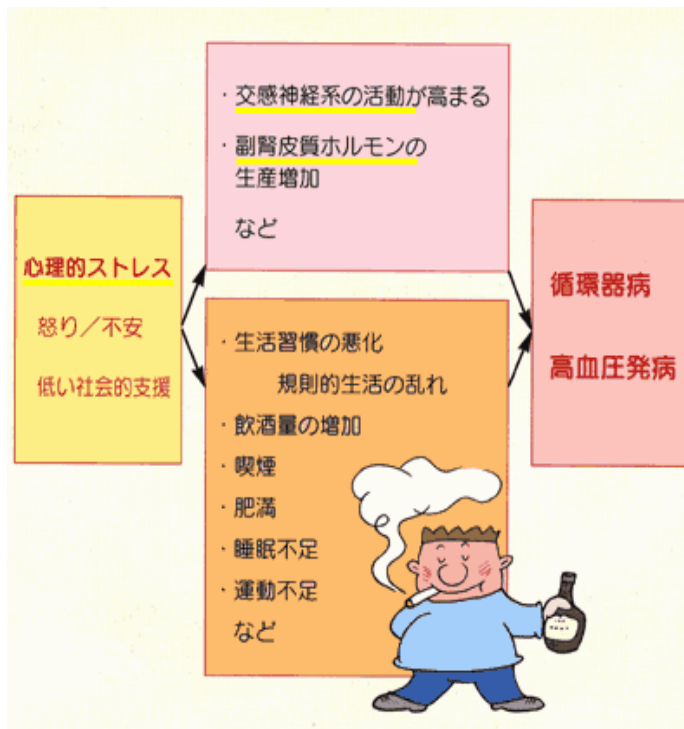 心理的ストレス
怒り／不安
低い社会的支援
・交感神経系の活動が高まる
・副腎皮質ホルモンの
生産増加
など
・生活習慣の悪化
規則的生活の乱れ
・飲酒量の増加
・喫煙
・肥満
・睡眠不足
・運動不足
など
循環器病
高血圧発病